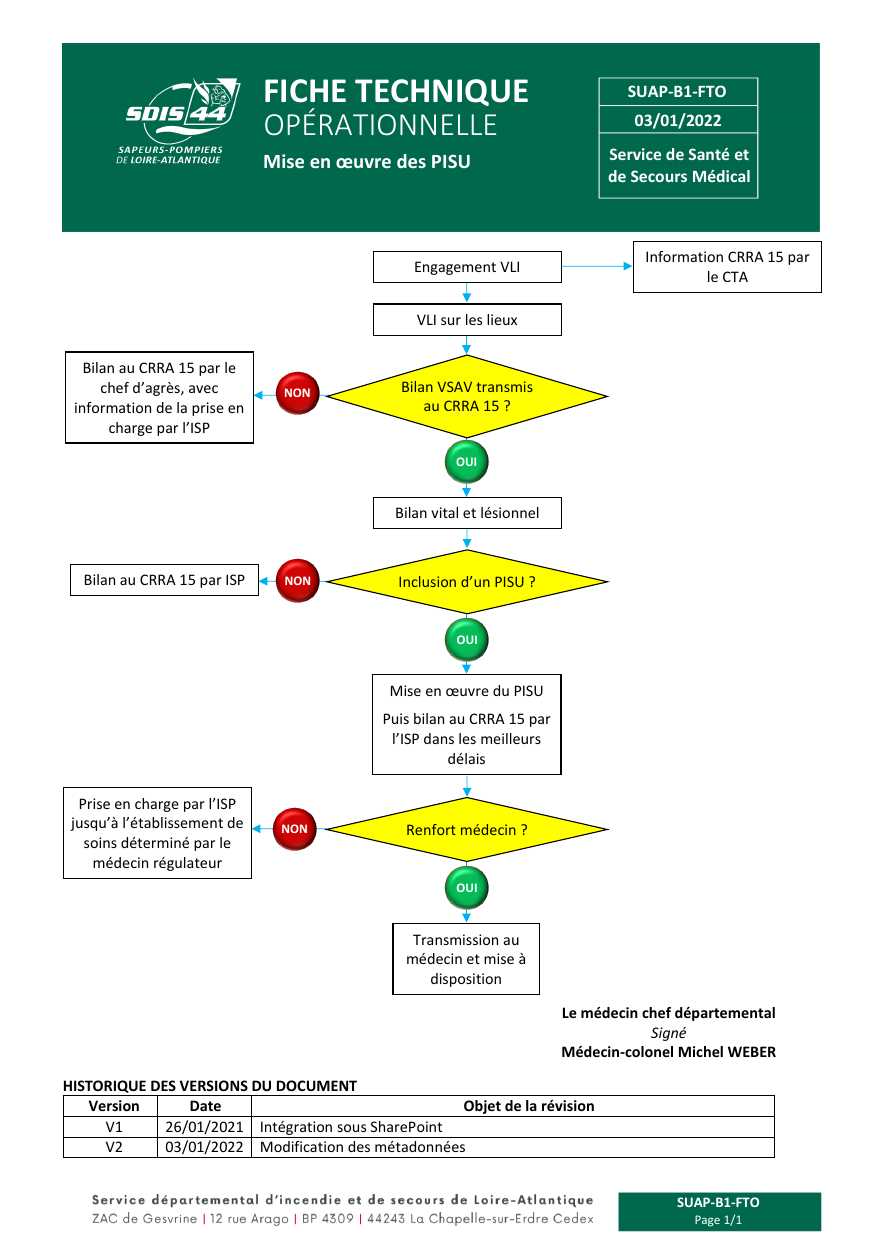 SDIS 44
SAPEURS-POMPIERS
DE LOIRE-ATLANTIQUE
FICHE TECHNIQUE
OPÉRATIONNELLE
Mise en œuvre des PISU
SUAP-B1-FTO
03/01/2022
Service de Santé et
de Secours Médical
Engagement VLI
Information CRRA 15 par
le CTA
VLI sur les lieux
Bilan au CRRA 15 par le
chef d’agrès, avec
information de la prise en
charge par l’ISP
NON
Bilan VSAV transmis
au CRRA 15 ?
OUI
Bilan vital et lésionnel
Bilan au CRRA 15 par ISP
NON
Inclusion d’un PISU ?
OUI
Mise en œuvre du PISU
Puis bilan au CRRA 15 par
l’ISP dans les meilleurs
délais
Prise en charge par l’ISP
jusqu’à l’établissement de
soins déterminé par le
médecin régulateur
NON
Renfort médecin ?
OUI
Transmission au
médecin et mise à
disposition
Le médecin chef départemental
Signé
Médecin-colonel Michel WEBER
HISTORIQUE DES VERSIONS DU DOCUMENT
Version Date Objet de la révision
V1 26/01/2021 Intégration sous SharePoint
V2 03/01/2022 Modification des métadonnées
Service départemental d’incendie et de secours de Loire-Atlantique
ZAC de Gesvrine | 12 rue Arago | BP 4309 | 44243 La Chapelle-sur-Erdre Cedex
SUAP-B1-FTO
Page 1/1